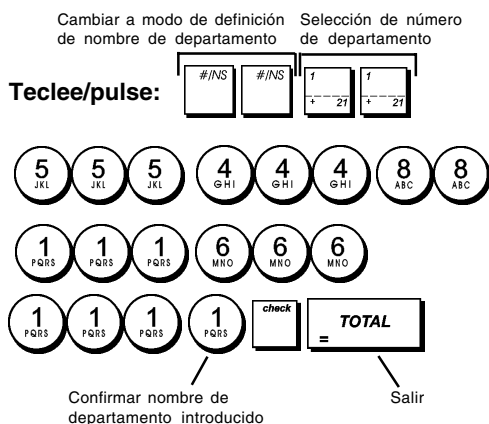 Cambiar a modo de definición
de nombre de departamento
Selección de número
de departamento
Teclee/pulse: #/NS #/NS 1 + 21 1 + 21
5 JKL 5 JKL 5 JKL 4 GHI 4 GHI 4 GHI 8 ABC 8 ABC
1 PQRS 1 PQRS 1 PQRS 6 MNO 6 MNO 6 MNO
1 PQRS 1 PQRS 1 PQRS 1 PQRS check = TOTAL
Confirmar nombre de
departamento introducido
Salir